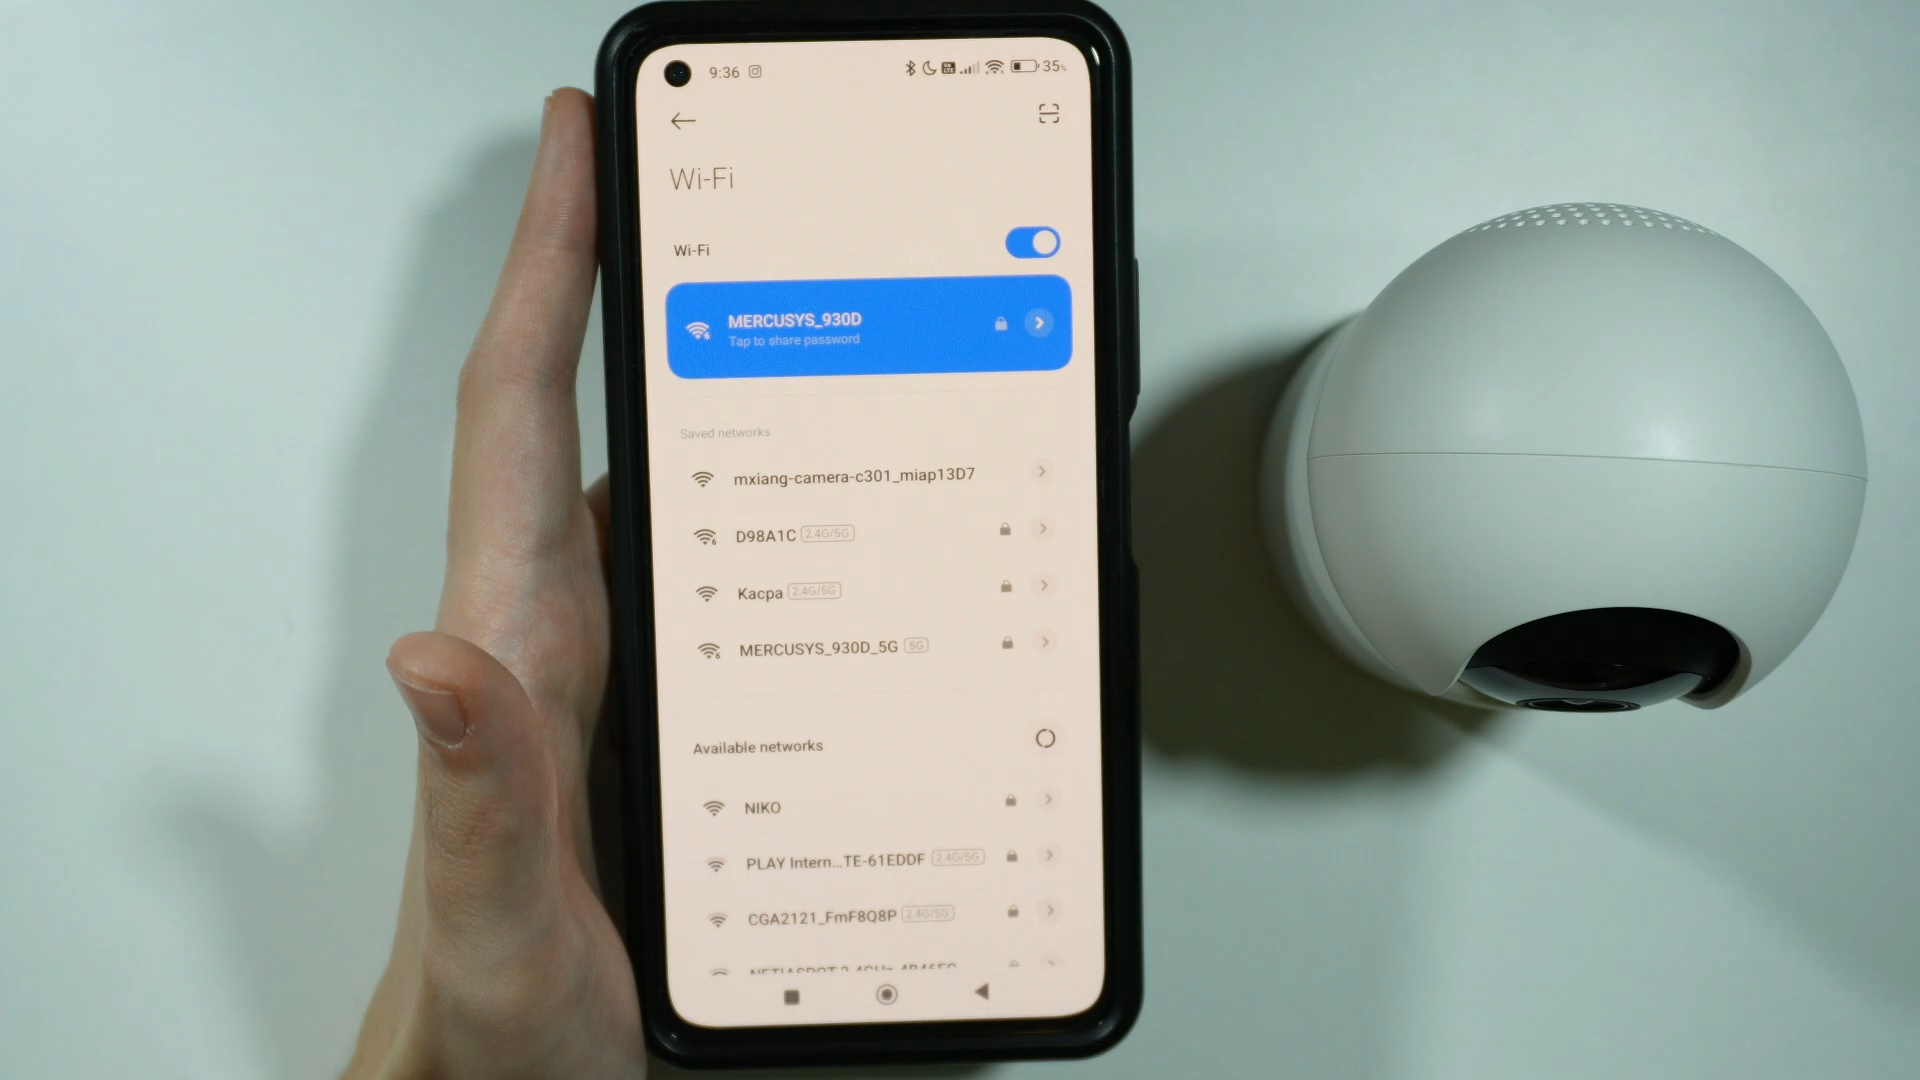 9:36 35%
Wi-Fi
Wi-Fi
MERCUSYS_930D
Tap to share password
Saved networks
mxiang-camera-c301_miap13D7
D98A1C 2.4G/5G
Kacpa 2.4G/5G
MERCUSYS_930D_5G 5G
Available networks
NIKO
PLAY Intern...TE-61EDDF 2.4G/5G
CGA2121_FmF8Q8P 2.4G/5G